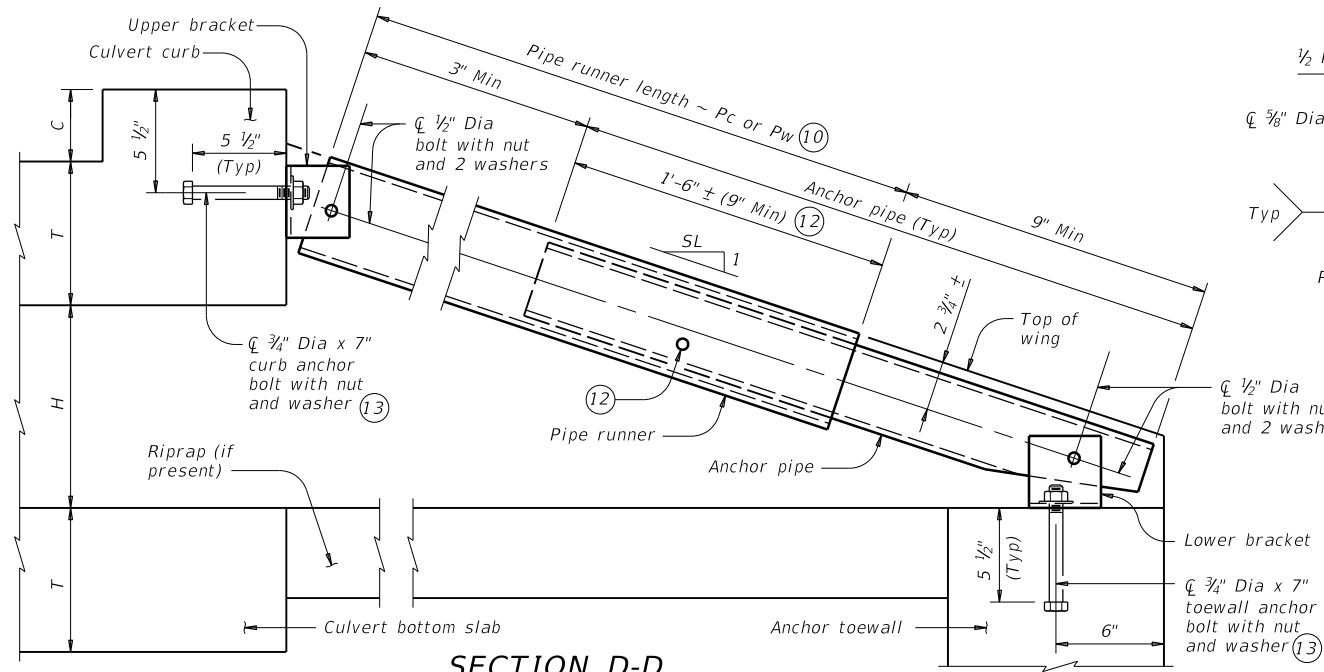 Upper bracket
Culvert curb
C
5 ½"
5 ½"
(Typ)
T
H
T
3" Min
Pipe runner length ~ Pc or Pw 10
℄ ½" Dia
bolt with nut
and 2 washers
1'-6" ± (9" Min) 12
Anchor pipe (Typ)
9" Min
SL
1
2 ¾" ±
Top of
wing
℄ ¾" Dia x 7"
curb anchor
bolt with nut
and washer 13
12
Pipe runner
Anchor pipe
Riprap (if
present)
℄ ½" Dia
bolt with nu
and 2 wash
½
℄ ⅝" Dia
Typ
Lower bracket
5 ½"
(Typ)
℄ ¾" Dia x 7"
toewall anchor
bolt with nut
and washer 13
6"
Culvert bottom slab
Anchor toewall
SECTION D-D